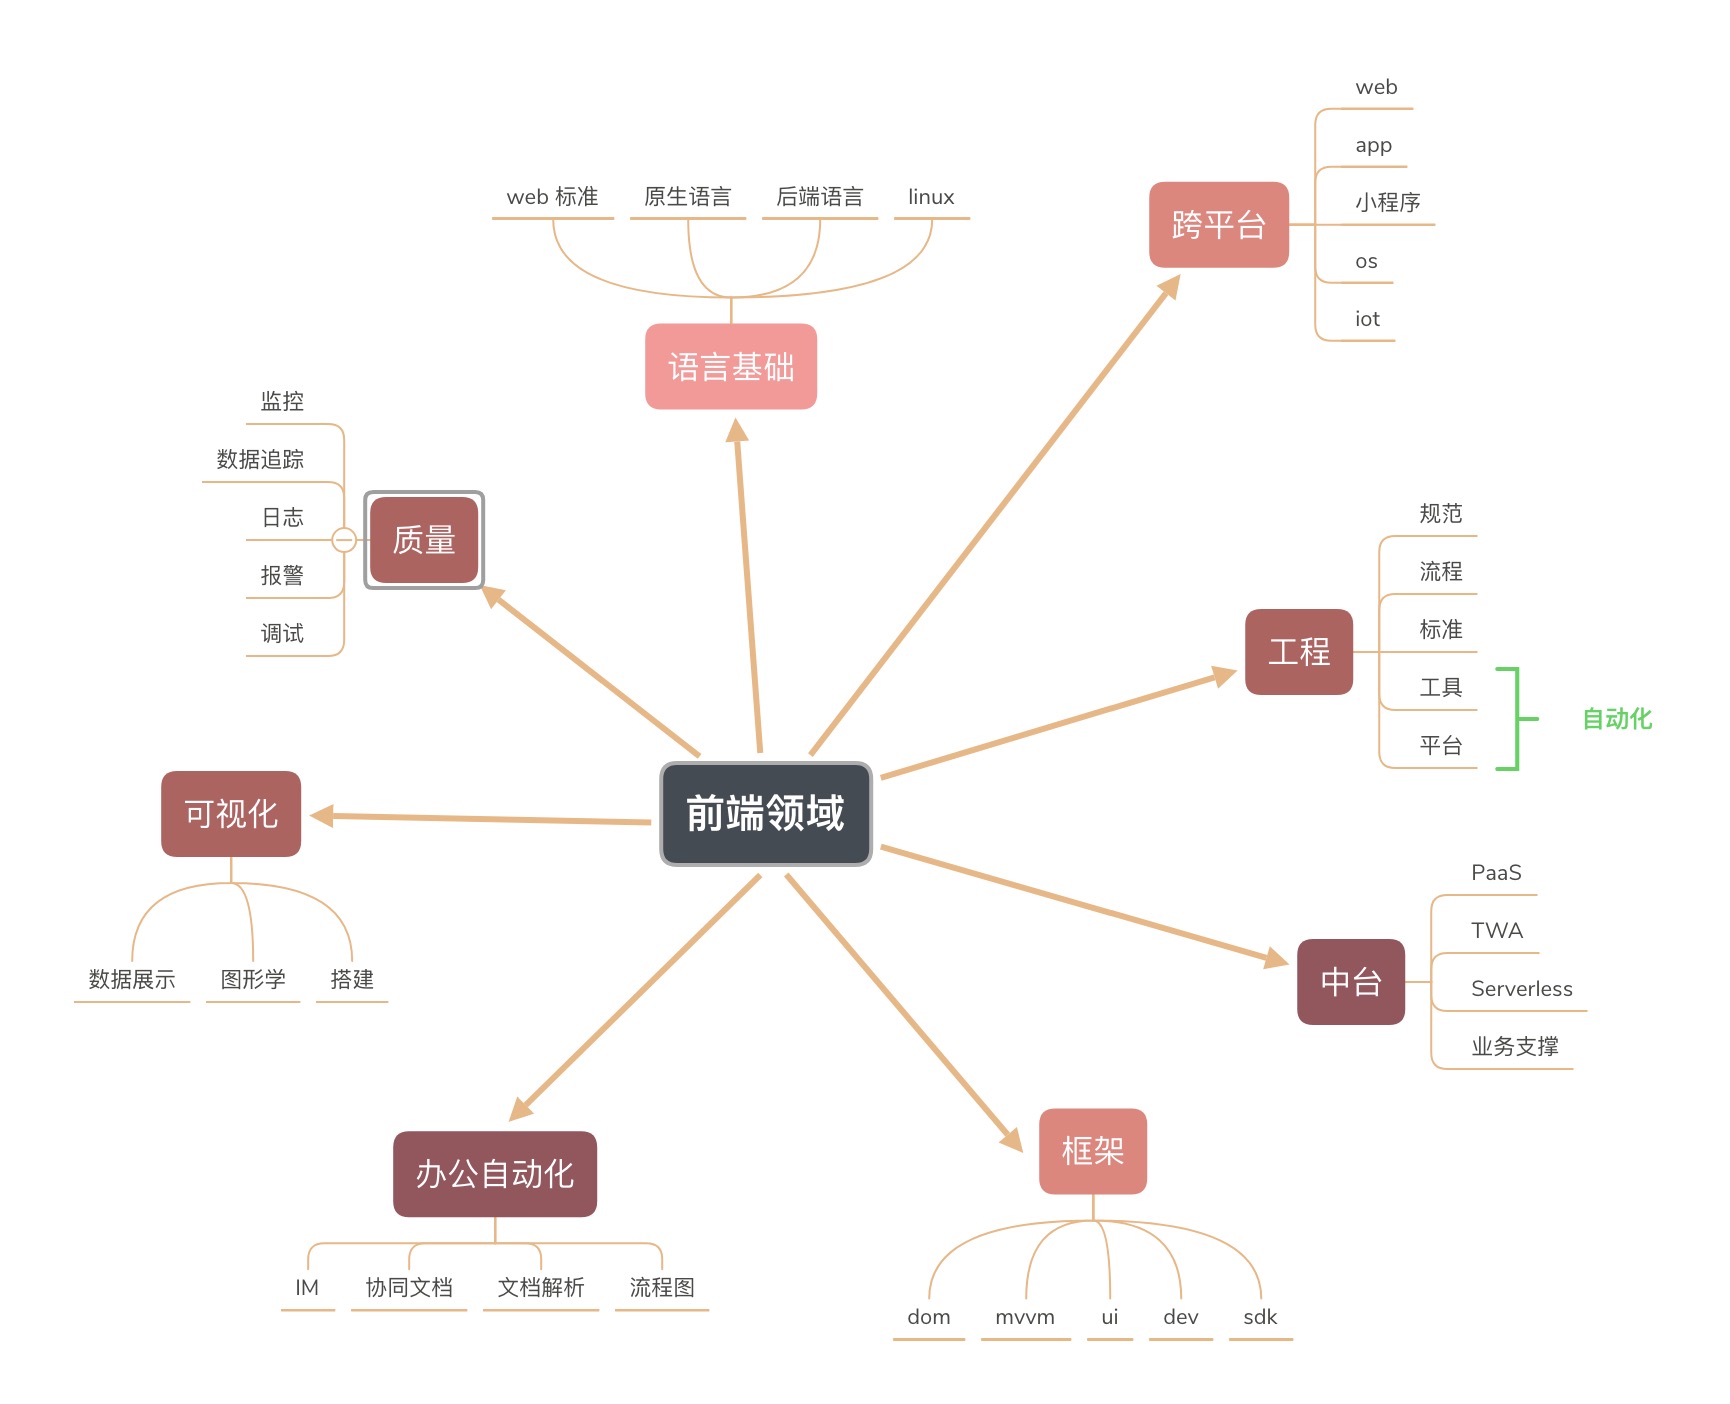 web
app
小程序
os
iot
跨平台
web 标准
原生语言
后端语言
linux
语言基础
监控
数据追踪
日志
报警
调试
质量
规范
流程
标准
工具
平台
工程
自动化
前端领域
可视化
数据展示
图形学
搭建
PaaS
TWA
Serverless
业务支撑
中台
办公自动化
IM
协同文档
文档解析
流程图
框架
dom
mvvm
ui
dev
sdk